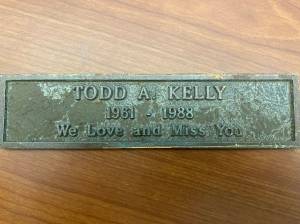 TODD A. KELLY
1961 - 1988
We Love and Miss You